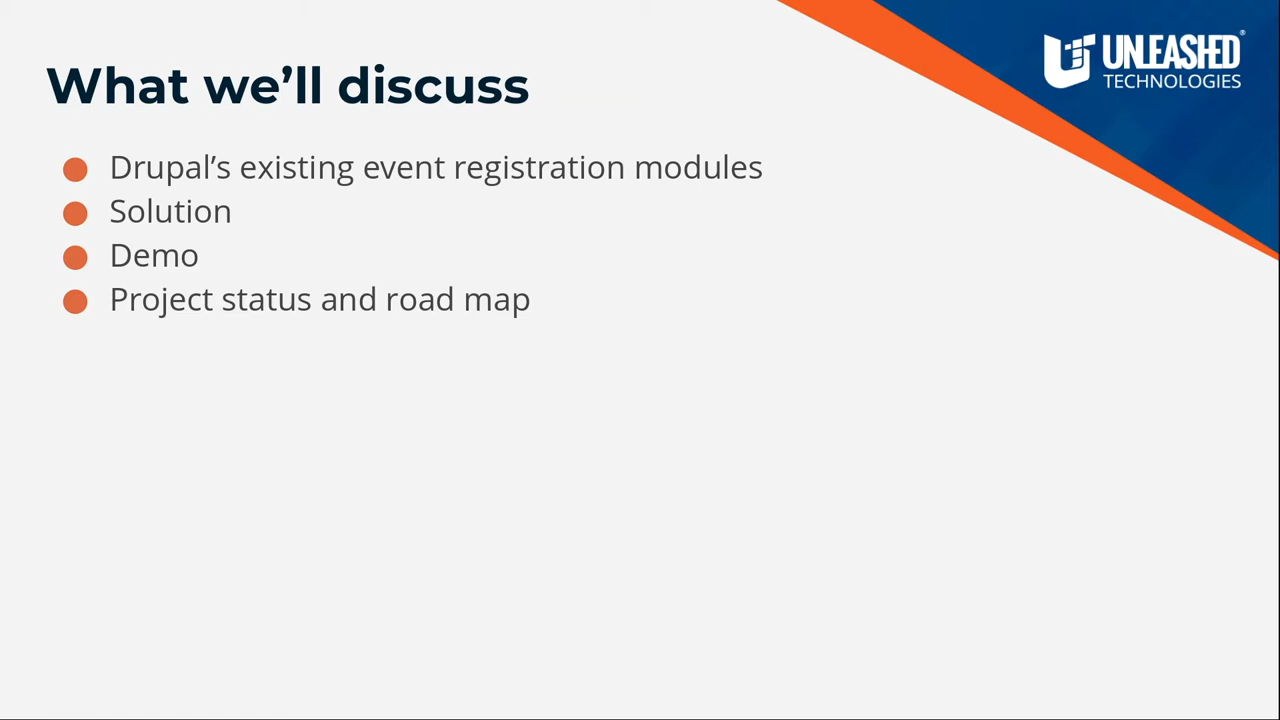 What we’ll discuss
UNLEASHED®
TECHNOLOGIES
Drupal’s existing event registration modules
Solution
Demo
Project status and road map